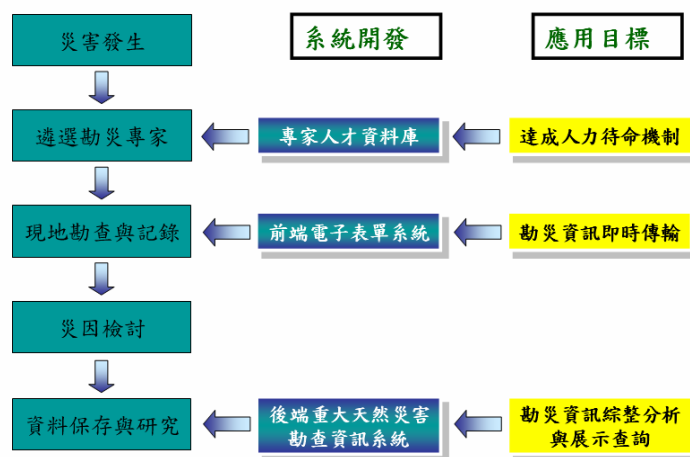 災害發生
系統開發
應用目標
遴選勘災專家
專家人才資料庫
達成人力待命機制
現地勘查與記錄
前端電子表單系統
勘災資訊即時傳輸
災因檢討
資料保存與研究
後端重大天然災害
勘查資訊系統
勘災資訊綜整分析
與展示查詢